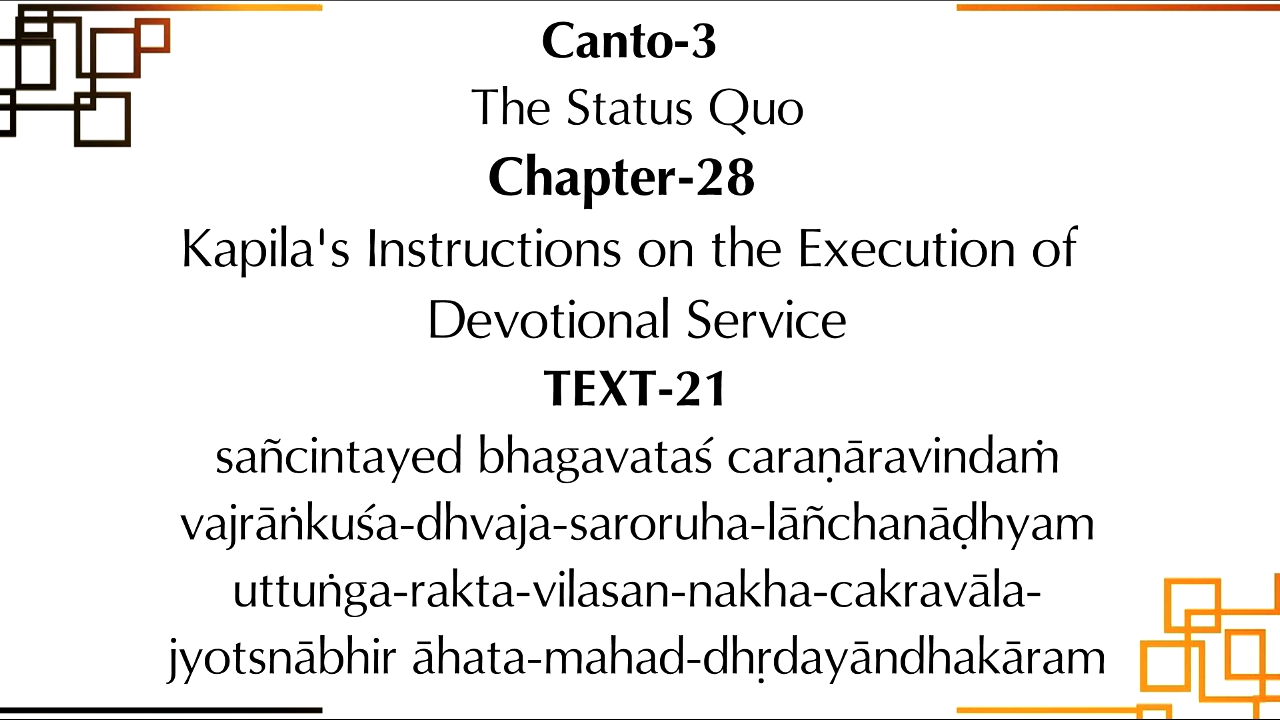 Canto-3
The Status Quo
Chapter-28
Kapila's Instructions on the Execution of
Devotional Service
TEXT-21
sañcintayed bhagavataś caraṇāravindaṁ
vajrāṅkuśa-dhvaja-saroruha-lāñchanāḍhyam
uttuṅga-rakta-vilasan-nakha-cakravāla-
jyotsnābhir āhata-mahad-dhṛdayāndhakāram